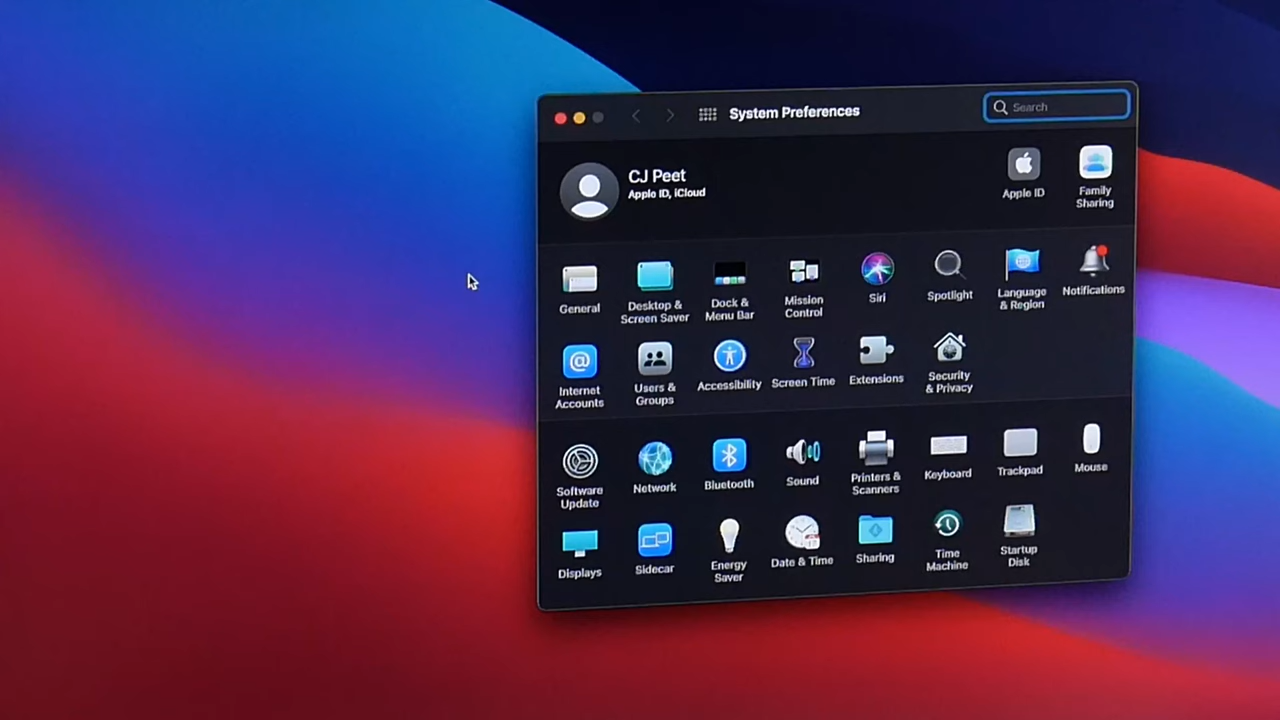 System Preferences
Search
CJ Peet
Apple ID, iCloud
Apple ID
Family
Sharing
General
Desktop &
Screen Saver
Dock &
Menu Bar
Mission
Control
Siri
Spotlight
Language
& Region
Notifications
Internet
Accounts
Users &
Groups
Accessibility
Screen Time
Extensions
Security
& Privacy
Software
Update
Network
Bluetooth
Sound
Printers &
Scanners
Keyboard
Trackpad
Mouse
Displays
Sidecar
Energy
Saver
Date & Time
Sharing
Time
Machine
Startup
Disk